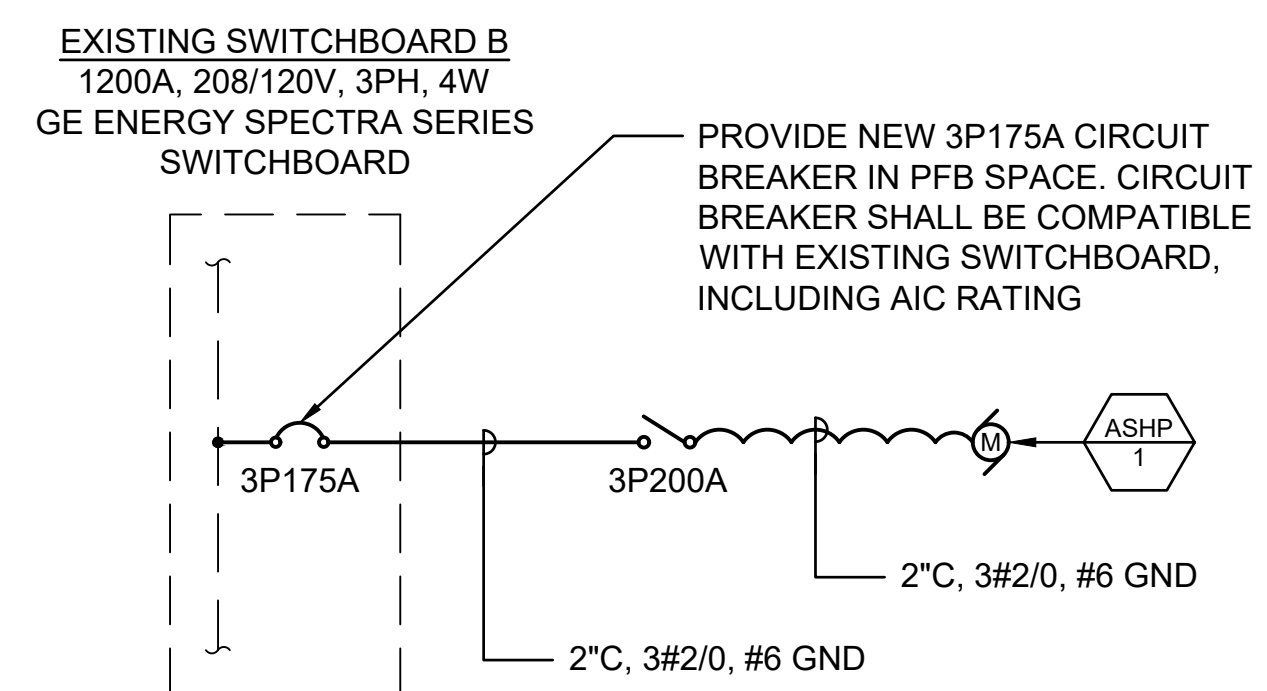 EXISTING SWITCHBOARD B
1200A, 208/120V, 3PH, 4W
GE ENERGY SPECTRA SERIES
SWITCHBOARD
PROVIDE NEW 3P175A CIRCUIT
BREAKER IN PFB SPACE. CIRCUIT
BREAKER SHALL BE COMPATIBLE
WITH EXISTING SWITCHBOARD,
INCLUDING AIC RATING
3P175A
3P200A
M
ASHP
1
2"C, 3#2/0, #6 GND
2"C, 3#2/0, #6 GND